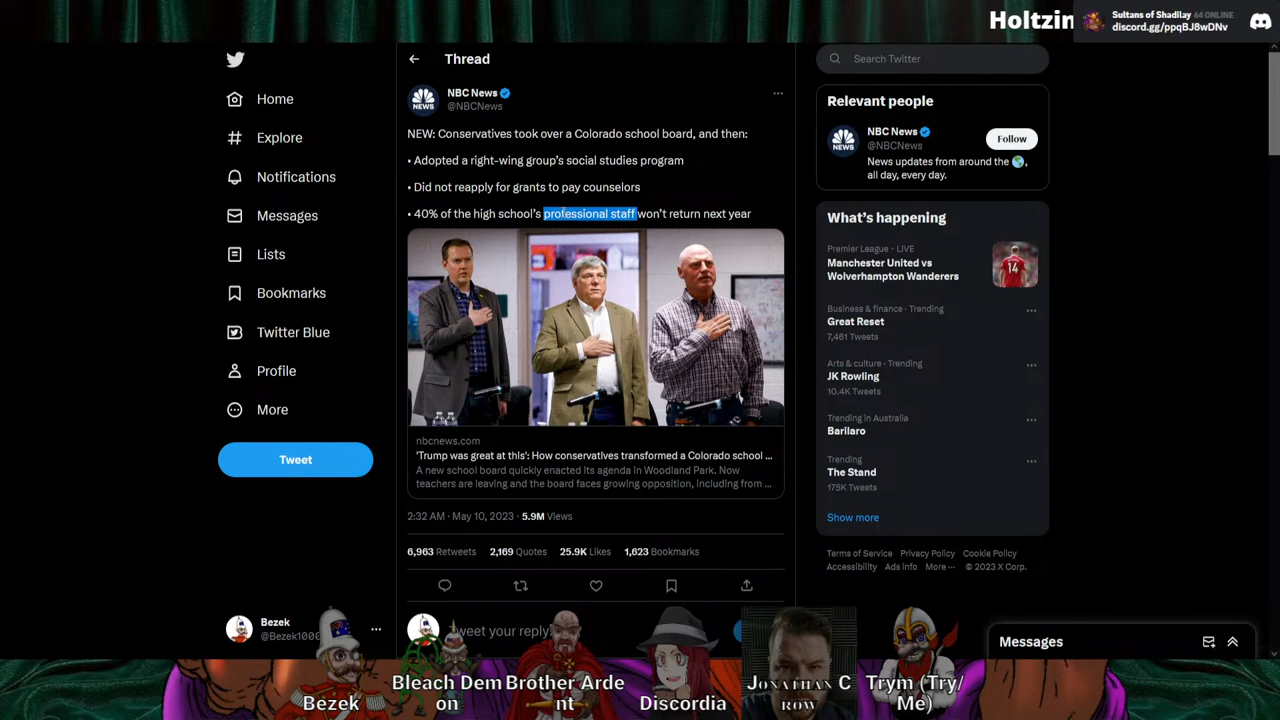 Holtzin
Sultans of Shadilay 64 ONLINE
discord.gg/ppqBJ8wDNv
Home
Explore
Notifications
Messages
Lists
Bookmarks
Twitter Blue
Profile
More
Tweet
Bezek
@Bezek1000
Thread
NBC News
@NBCNews
NEW: Conservatives took over a Colorado school board, and then:
• Adopted a right-wing group's social studies program
• Did not reapply for grants to pay counselors
• 40% of the high school's professional staff won't return next year
nbcnews.com
'Trump was great at this': How conservatives transformed a Colorado school ...
A new school board quickly enacted its agenda in Woodland Park. Now
teachers are leaving and the board faces growing opposition, including from ...
2:32 AM · May 10, 2023 · 5.9M Views
6,963 Retweets 2,169 Quotes 25.9K Likes 1,623 Bookmarks
Tweet your reply!
Search Twitter
Relevant people
NBC News
@NBCNews
Follow
News updates from around the 🌎,
all day, every day.
What's happening
Premier League · LIVE
Manchester United vs
Wolverhampton Wanderers
14
Business & finance · Trending
Great Reset
7,461 Tweets
Arts & culture · Trending
JK Rowling
10.4K Tweets
Trending in Australia
Barilaro
Trending
The Stand
175K Tweets
Show more
Terms of Service Privacy Policy Cookie Policy
Accessibility Ads info More ··· © 2023 X Corp.
Messages
Bezek
Bleach Dem
on
Brother Arde
nt
Discordia
Jonathan C
row
Trym (Try/
Me)